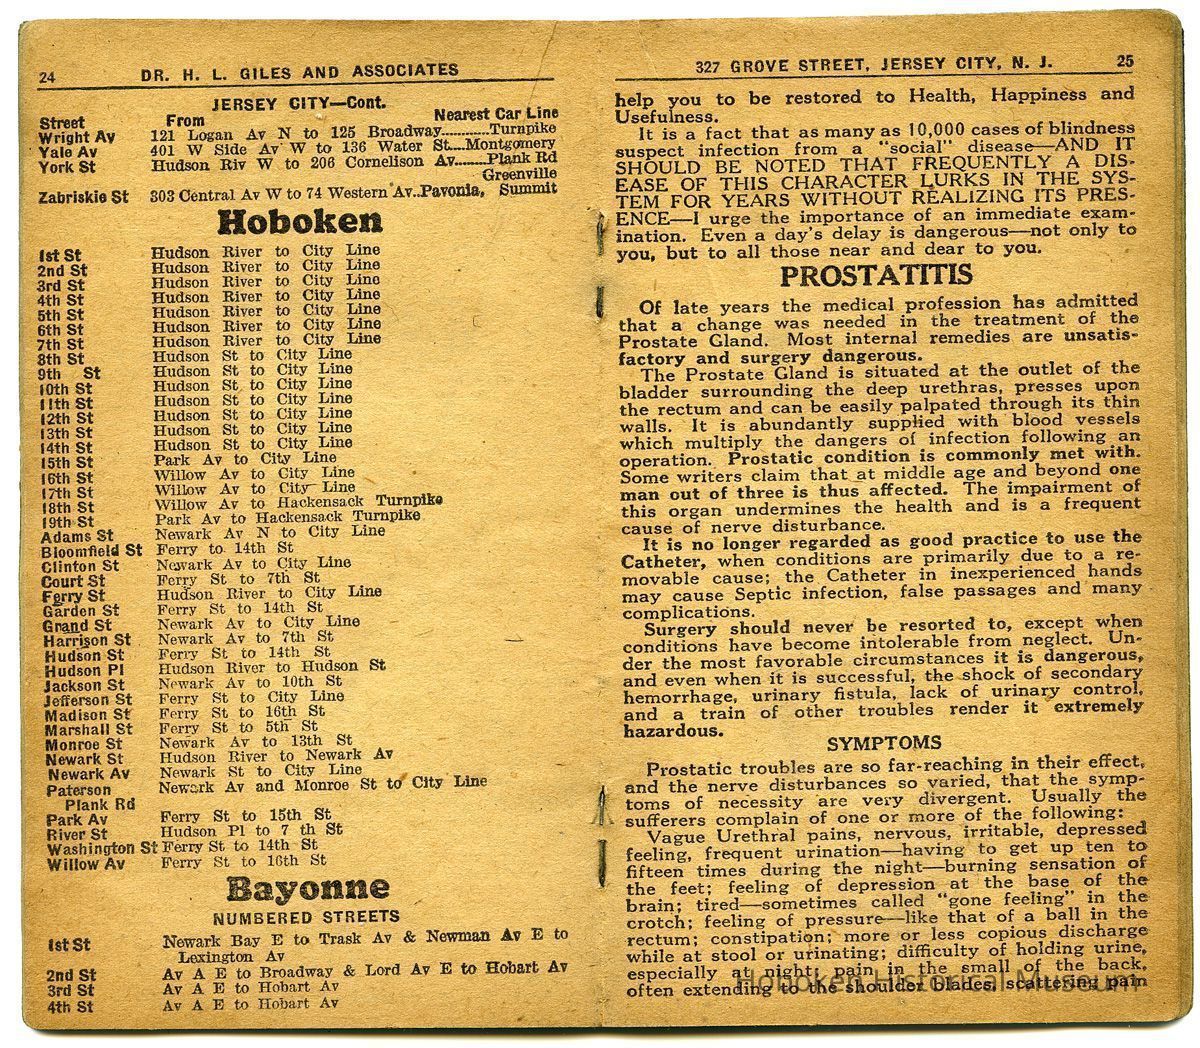 24 DR. H. L. GILES AND ASSOCIATES
JERSEY CITY—Cont.
Street From Nearest Car Line
Wright Av 121 Logan Av N to 125 Broadway............Turnpike
Yale Av 401 W Side Av W to 136 Water St....Montgomery
York St Hudson Riv W to 206 Cornelison Av........Plank Rd
Greenville
Zabriskie St 303 Central Av W to 74 Western Av..Pavonia, Summit
Hoboken
1st St Hudson River to City Line
2nd St Hudson River to City Line
3rd St Hudson River to City Line
4th St Hudson River to City Line
5th St Hudson River to City Line
6th St Hudson River to City Line
7th St Hudson River to City Line
8th St Hudson St to City Line
9th St Hudson St to City Line
10th St Hudson St to City Line
11th St Hudson St to City Line
12th St Hudson St to City Line
13th St Hudson St to City Line
14th St Hudson St to City Line
15th St Park Av to City Line
16th St Willow Av to City Line
17th St Willow Av to City Line
18th St Willow Av to Hackensack Turnpike
19th St Park Av to Hackensack Turnpike
Adams St Newark Av N to City Line
Bloomfield St Ferry to 14th St
Clinton St Newark Av to City Line
Court St Ferry St to 7th St
Ferry St Hudson River to City Line
Garden St Ferry St to 14th St
Grand St Newark Av to City Line
Harrison St Newark Av to 7th St
Hudson St Ferry St to 14th St
Hudson Pl Hudson River to Hudson St
Jackson St Newark Av to 10th St
Jefferson St Ferry St to City Line
Madison St Ferry St to 16th St
Marshall St Ferry St to 5th St
Monroe St Newark Av to 13th St
Newark St Hudson River to Newark Av
Newark Av Newark St to City Line
Paterson Newark Av and Monroe St to City Line
Plank Rd
Park Av Ferry St to 15th St
River St Hudson Pl to 7 th St
Washington St Ferry St to 14th St
Willow Av Ferry St to 16th St
Bayonne
NUMBERED STREETS
1st St Newark Bay E to Trask Av & Newman Av E to
Lexington Av
2nd St Av A E to Broadway & Lord Av E to Hobart Av
3rd St Av A E to Hobart Av
4th St Av A E to Hobart Av
327 GROVE STREET, JERSEY CITY, N. J. 25
help you to be restored to Health, Happiness and
Usefulness.
It is a fact that as many as 10,000 cases of blindness
suspect infection from a "social" disease—AND IT
SHOULD BE NOTED THAT FREQUENTLY A DIS-
EASE OF THIS CHARACTER LURKS IN THE SYS-
TEM FOR YEARS WITHOUT REALIZING ITS PRES-
ENCE—I urge the importance of an immediate exam-
ination. Even a day's delay is dangerous—not only to
you, but to all those near and dear to you.
PROSTATITIS
Of late years the medical profession has admitted
that a change was needed in the treatment of the
Prostate Gland. Most internal remedies are unsatis-
factory and surgery dangerous.
The Prostate Gland is situated at the outlet of the
bladder surrounding the deep urethras, presses upon
the rectum and can be easily palpated through its thin
walls. It is abundantly supplied with blood vessels
which multiply the dangers of infection following an
operation. Prostatic condition is commonly met with.
Some writers claim that at middle age and beyond one
man out of three is thus affected. The impairment of
this organ undermines the health and is a frequent
cause of nerve disturbance.
It is no longer regarded as good practice to use the
Catheter, when conditions are primarily due to a re-
movable cause; the Catheter in inexperienced hands
may cause Septic infection, false passages and many
complications.
Surgery should never be resorted to, except when
conditions have become intolerable from neglect. Un-
der the most favorable circumstances it is dangerous,
and even when it is successful, the shock of secondary
hemorrhage, urinary fistula, lack of urinary control,
and a train of other troubles render it extremely
hazardous.
SYMPTOMS
Prostatic troubles are so far-reaching in their effect,
and the nerve disturbances so varied, that the symp-
toms of necessity are very divergent. Usually the
sufferers complain of one or more of the following:
Vague Urethral pains, nervous, irritable, depressed
feeling, frequent urination—having to get up ten to
fifteen times during the night—burning sensation of
the feet; feeling of depression at the base of the
brain; tired—sometimes called "gone feeling" in the
crotch; feeling of pressure—like that of a ball in the
rectum; constipation; more or less copious discharge
while at stool or urinating; difficulty of holding urine,
especially at night; pain in the small of the back,
often extending to the shoulder blades, scattering pain
Hoboken Historical Museum